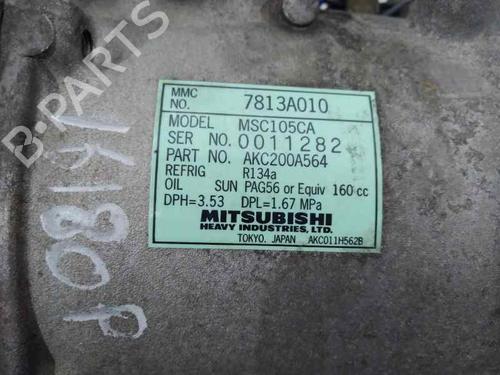 MMC
NO. 7813A010
MODEL MSC105CA
SER NO. 0011282
PART NO. AKC200A564
REFRIG R134a
OIL SUN PAG56 or Equiv 160 cc
DPH=3.53 DPL=1.67 MPa
MITSUBISHI
HEAVY INDUSTRIES, LTD.
TOKYO. JAPAN AKC011H562B